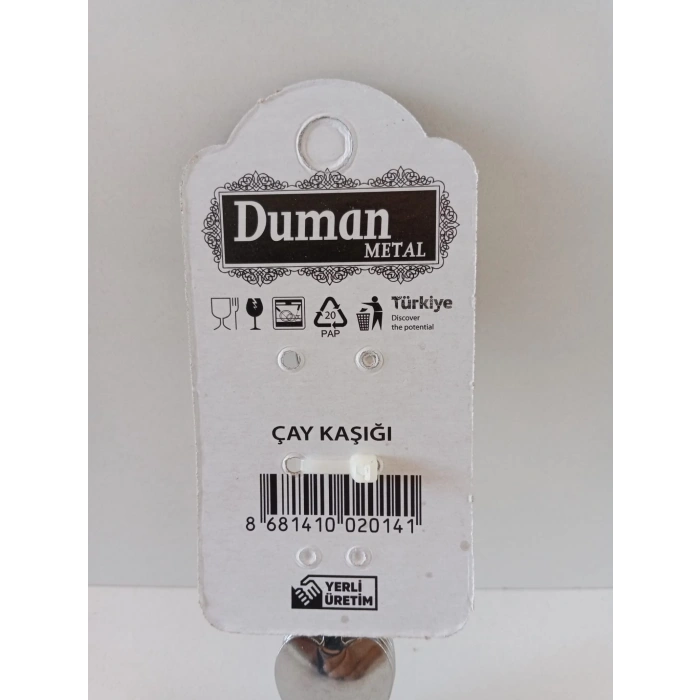 Duman
METAL
20
PAP
Türkiye
Discover
the potential
ÇAY KAŞIĞI
8 681410 020141
YERLİ
ÜRETİM